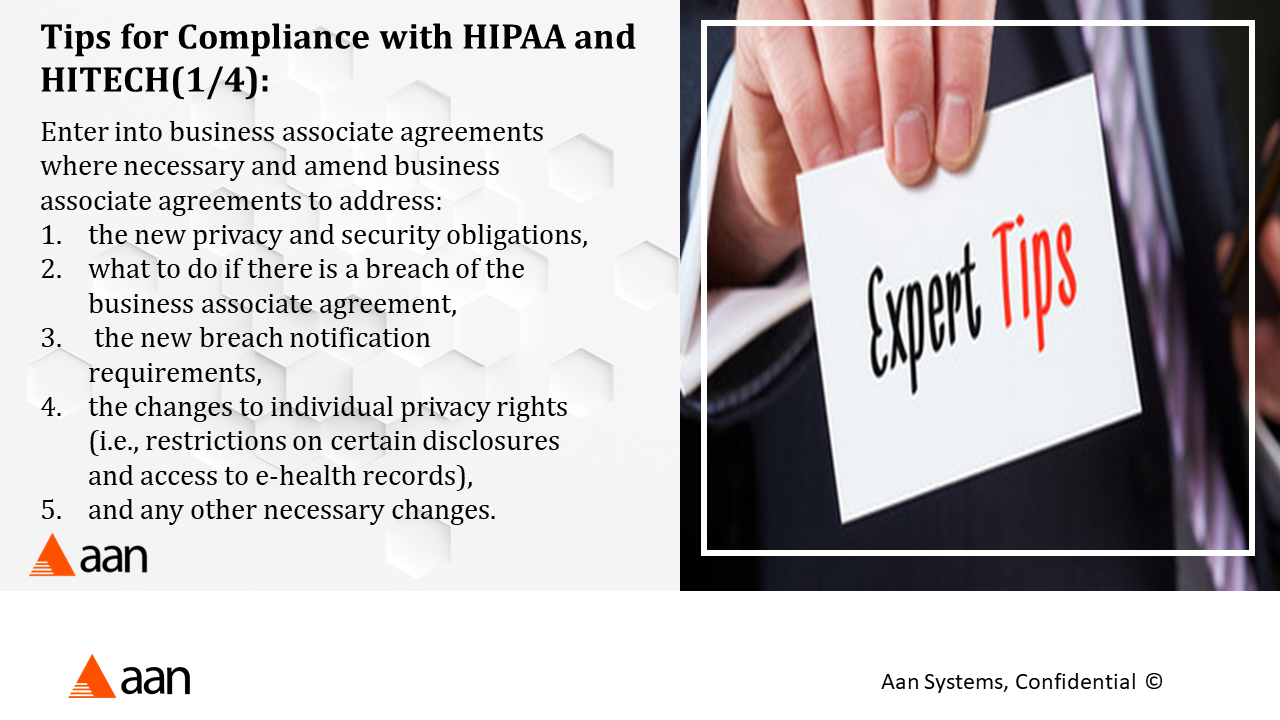 Tips for Compliance with HIPAA and
HITECH(1/4):
Enter into business associate agreements
where necessary and amend business
associate agreements to address:
1. the new privacy and security obligations,
2. what to do if there is a breach of the
business associate agreement,
3. the new breach notification
requirements,
4. the changes to individual privacy rights
(i.e., restrictions on certain disclosures
and access to e-health records),
5. and any other necessary changes.
aan
Expert Tips
aan
Aan Systems, Confidential ©